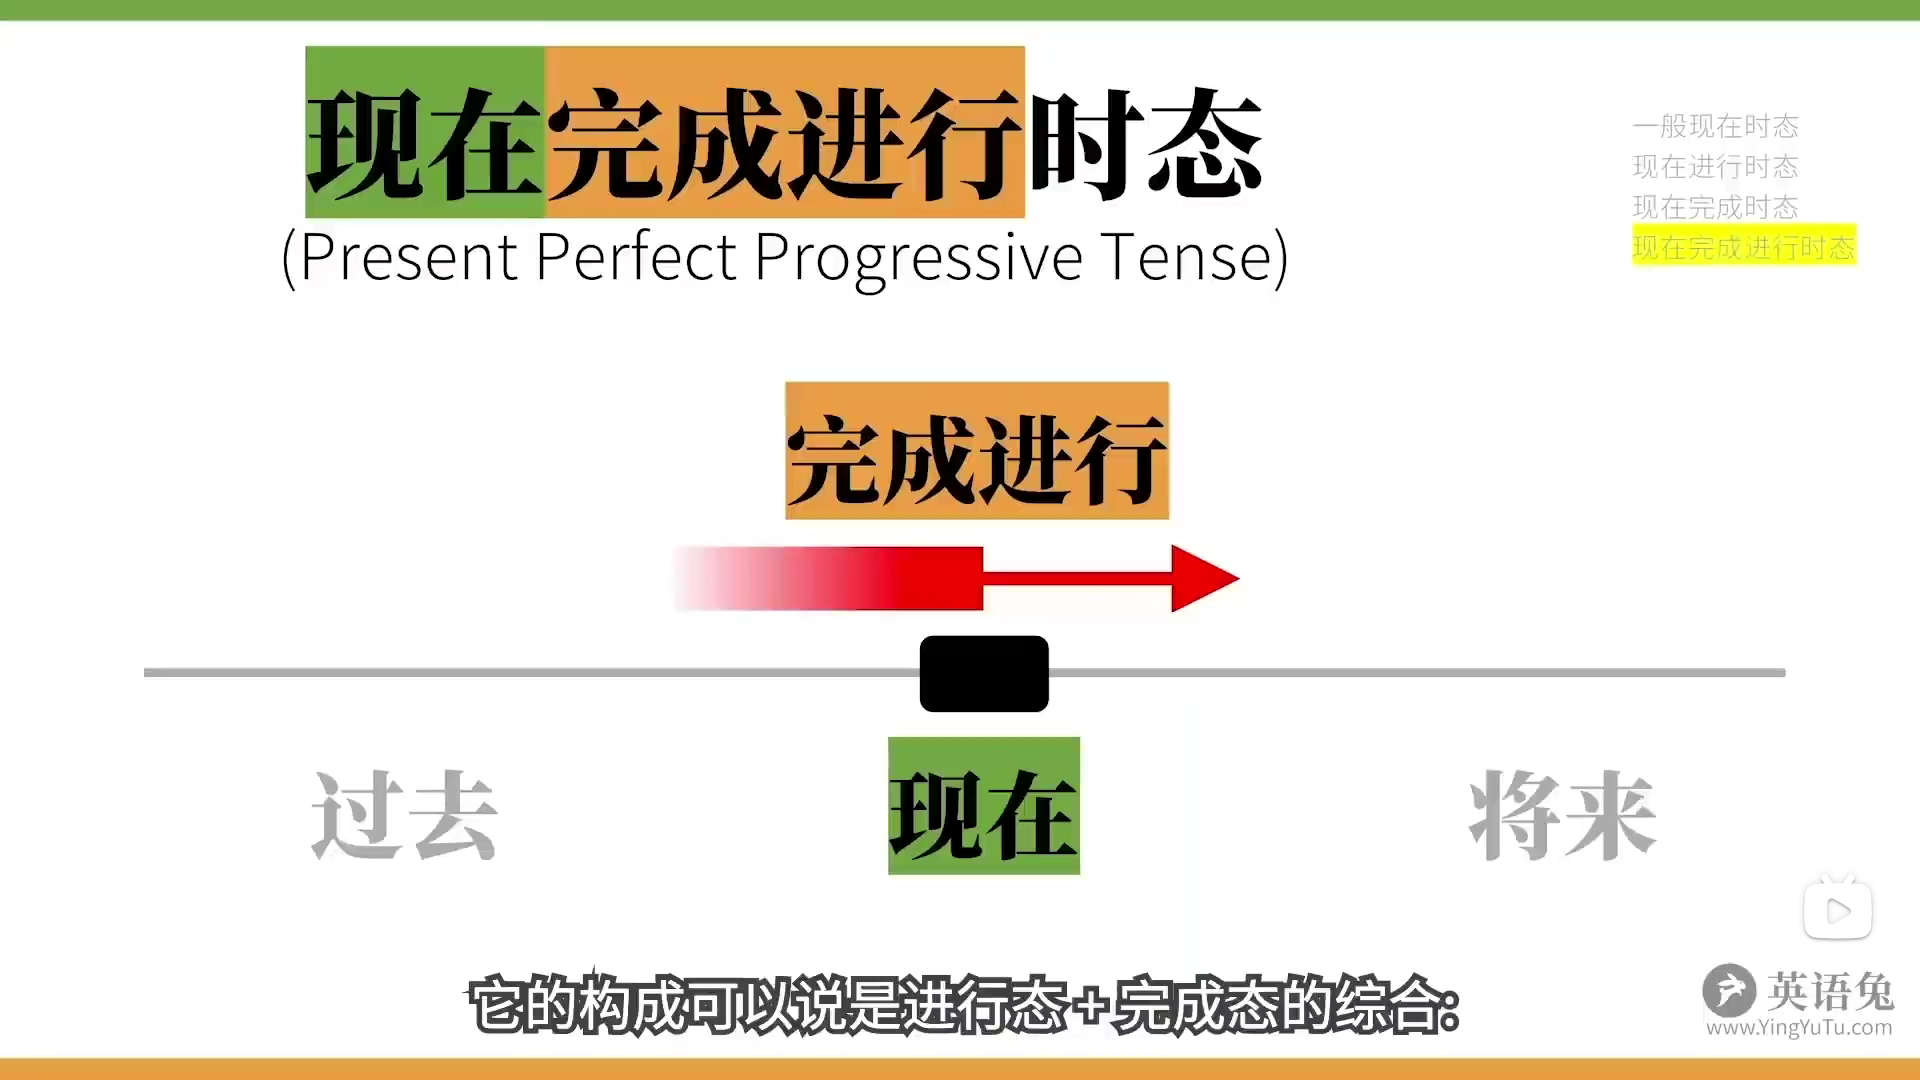 现在完成进行时态
(Present Perfect Progressive Tense)
一般现在时态
现在进行时态
现在完成时态
现在完成进行时态
完成进行
过去
现在
将来
它的构成可以说是进行态+完成态的综合:
英语兔
www.YingYuTu.com